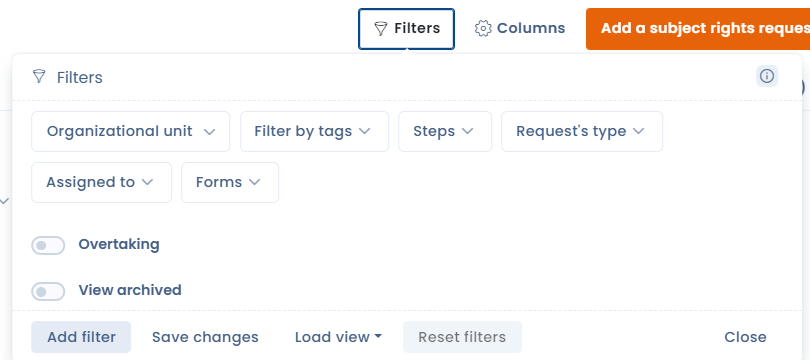 Filters Columns Add a subject rights reques
Filters
Organizational unit Filter by tags Steps Request's type
Assigned to Forms
Overtaking
View archived
Add filter Save changes Load view Reset filters Close